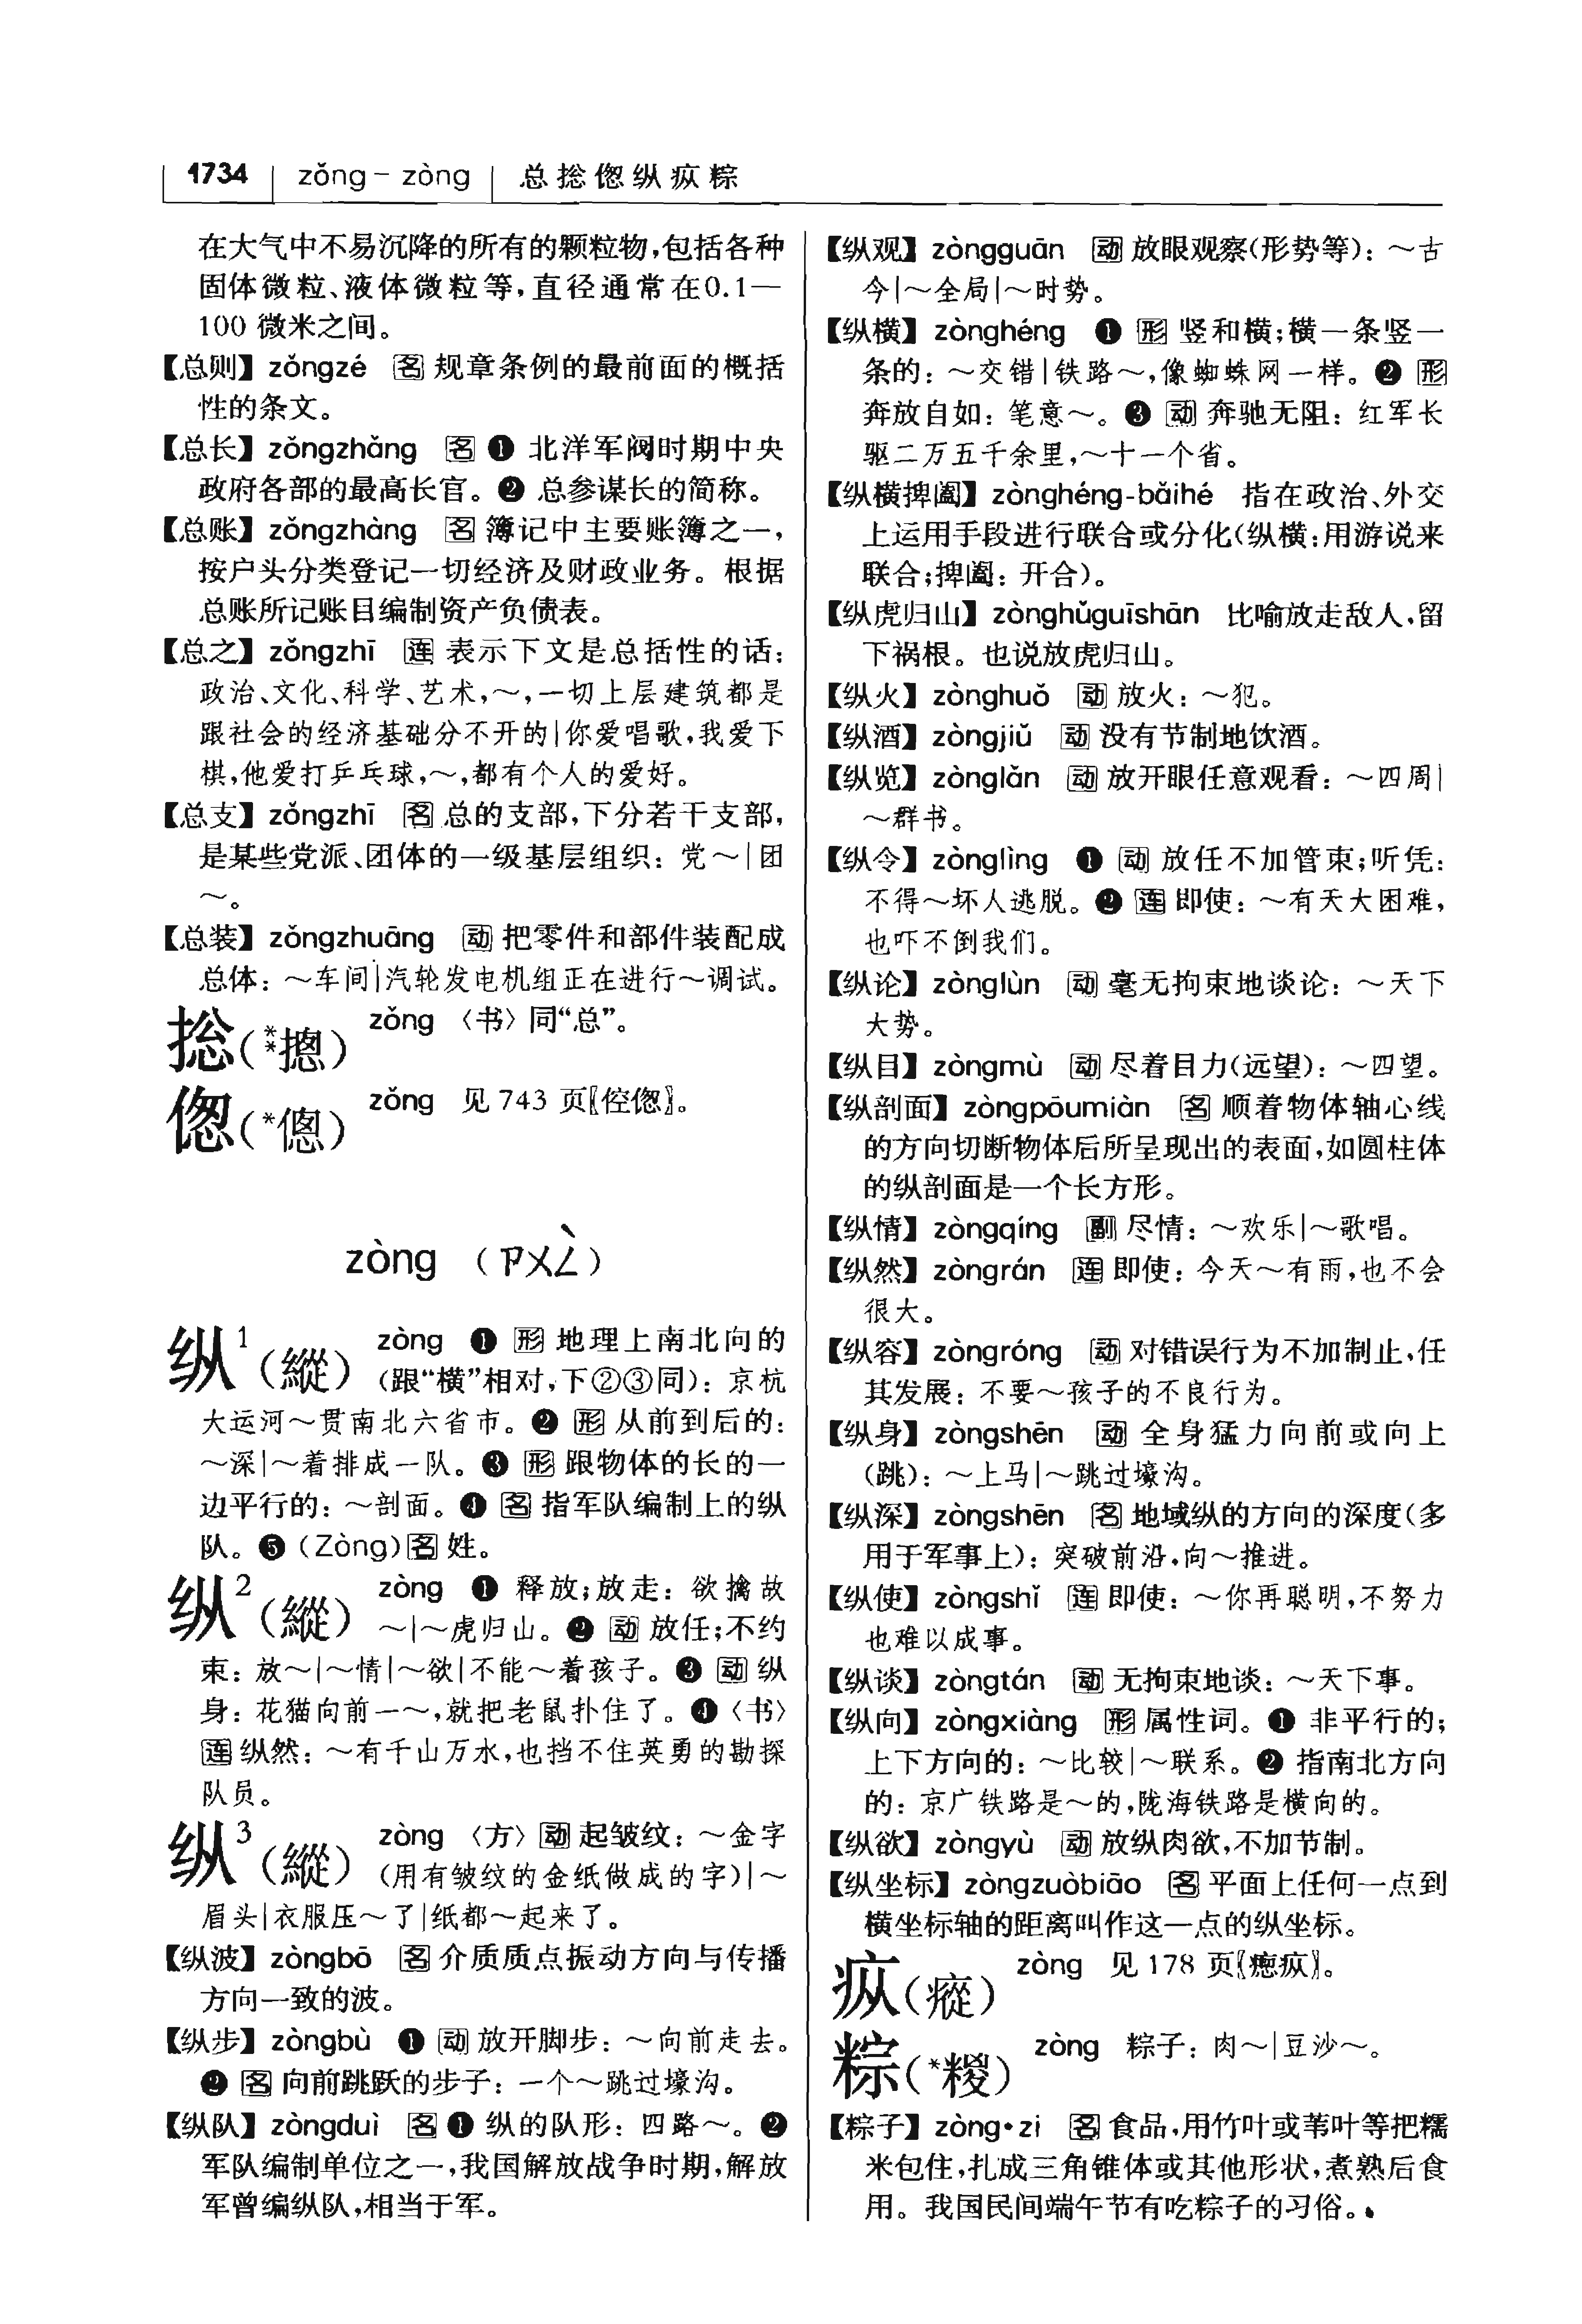 1734 zǒng – zòng 总捴偬纵疭粽
在大气中不易沉降的所有的颗粒物,包括各种
固体微粒、液体微粒等,直径通常在0.1—
100 微米之间。
【总则】zǒngzé 名 规章条例的最前面的概括
性的条文。
【总长】zǒngzhǎng 名 ❶ 北洋军阀时期中央
政府各部的最高长官。❷ 总参谋长的简称。
【总账】zǒngzhàng 名 簿记中主要账簿之一,
按户头分类登记一切经济及财政业务。根据
总账所记账目编制资产负债表。
【总之】zǒngzhī 连 表示下文是总括性的话:
政治、文化、科学、艺术,~,一切上层建筑都是
跟社会的经济基础分不开的|你爱唱歌,我爱下
棋,他爱打乒乓球,~,都有个人的爱好。
【总支】zǒngzhī 名 总的支部,下分若干支部,
是某些党派、团体的一级基层组织:党~|团
~。
【总装】zǒngzhuāng 动 把零件和部件装配成
总体:~车间|汽轮发电机组正在进行~调试。
捴(**摠) zǒng 〈书〉同“总”。
偬(*傯) zǒng 见 743 页〖倥偬〗。
zòng (ㄗㄨㄥˋ)
纵1(縱) zòng ❶ 形 地理上南北向的
(跟“横”相对,下②③同):京杭
大运河~贯南北六省市。❷ 形 从前到后的:
~深|~着排成一队。❸ 形 跟物体的长的一
边平行的:~剖面。❹ 名 指军队编制上的纵
队。❺ (Zòng)名 姓。
纵2(縱) zòng ❶ 释放;放走:欲擒故
~|~虎归山。❷ 动 放任;不约
束:放~|~情|~欲|不能~着孩子。❸ 动 纵
身:花猫向前一~,就把老鼠扑住了。❹〈书〉
连 纵然:~有千山万水,也挡不住英勇的勘探
队员。
纵3(縱) zòng 〈方〉动 起皱纹:~金字
(用有皱纹的金纸做成的字)|~
眉头|衣服压~了|纸都~起来了。
【纵波】zòngbō 名 介质质点振动方向与传播
方向一致的波。
【纵步】zòngbù ❶ 动 放开脚步:~向前走去。
❷ 名 向前跳跃的步子:一个~跳过壕沟。
【纵队】zòngduì 名 ❶ 纵的队形:四路~。❷
军队编制单位之一,我国解放战争时期,解放
军曾编纵队,相当于军。
【纵观】zòngguān 动 放眼观察(形势等):~古
今|~全局|~时势。
【纵横】zònghéng ❶ 形 竖和横;横一条竖一
条的:~交错|铁路~,像蜘蛛网一样。❷ 形
奔放自如:笔意~。❸ 动 奔驰无阻:红军长
驱二万五千余里,~十一个省。
【纵横捭阖】zònghéng-bǎihé 指在政治、外交
上运用手段进行联合或分化(纵横:用游说来
联合;捭阖:开合)。
【纵虎归山】zònghǔguīshān 比喻放走敌人,留
下祸根。也说放虎归山。
【纵火】zònghuǒ 动 放火:~犯。
【纵酒】zòngjiǔ 动 没有节制地饮酒。
【纵览】zònglǎn 动 放开眼任意观看:~四周|
~群书。
【纵令】zònglìng ❶ 动 放任不加管束;听凭:
不得~坏人逃脱。❷ 连 即使:~有天大困难,
也吓不倒我们。
【纵论】zònglùn 动 毫无拘束地谈论:~天下
大势。
【纵目】zòngmù 动 尽着目力(远望):~四望。
【纵剖面】zòngpōumiàn 名 顺着物体轴心线
的方向切断物体后所呈现出的表面,如圆柱体
的纵剖面是一个长方形。
【纵情】zòngqíng 副 尽情:~欢乐|~歌唱。
【纵然】zòngrán 连 即使:今天~有雨,也不会
很大。
【纵容】zòngróng 动 对错误行为不加制止,任
其发展:不要~孩子的不良行为。
【纵身】zòngshēn 动 全身猛力向前或向上
(跳):~上马|~跳过壕沟。
【纵深】zòngshēn 名 地域纵的方向的深度(多
用于军事上):突破前沿,向~推进。
【纵使】zòngshǐ 连 即使:~你再聪明,不努力
也难以成事。
【纵谈】zòngtán 动 无拘束地谈:~天下事。
【纵向】zòngxiàng 形 属性词。❶ 非平行的;
上下方向的:~比较|~联系。❷ 指南北方向
的:京广铁路是~的,陇海铁路是横向的。
【纵欲】zòngyù 动 放纵肉欲,不加节制。
【纵坐标】zòngzuòbiāo 名 平面上任何一点到
横坐标轴的距离叫作这一点的纵坐标。
疭(瘲) zòng 见 178 页〖瘛疭〗。
粽(*糉) zòng 粽子:肉~|豆沙~。
【粽子】zòng•zi 名 食品,用竹叶或苇叶等把糯
米包住,扎成三角锥体或其他形状,煮熟后食
用。我国民间端午节有吃粽子的习俗。